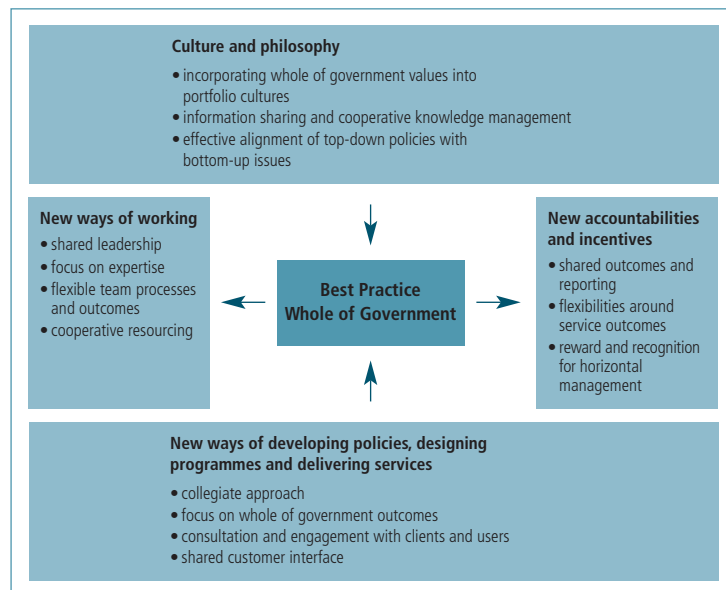 Culture and philosophy
• incorporating whole of government values into
portfolio cultures
• information sharing and cooperative knowledge management
• effective alignment of top-down policies with
bottom-up issues
New ways of working
• shared leadership
• focus on expertise
• flexible team processes
and outcomes
• cooperative resourcing
Best Practice
Whole of Government
New accountabilities
and incentives
• shared outcomes and
reporting
• flexibilities around
service outcomes
• reward and recognition
for horizontal
management
New ways of developing policies, designing
programmes and delivering services
• collegiate approach
• focus on whole of government outcomes
• consultation and engagement with clients and users
• shared customer interface